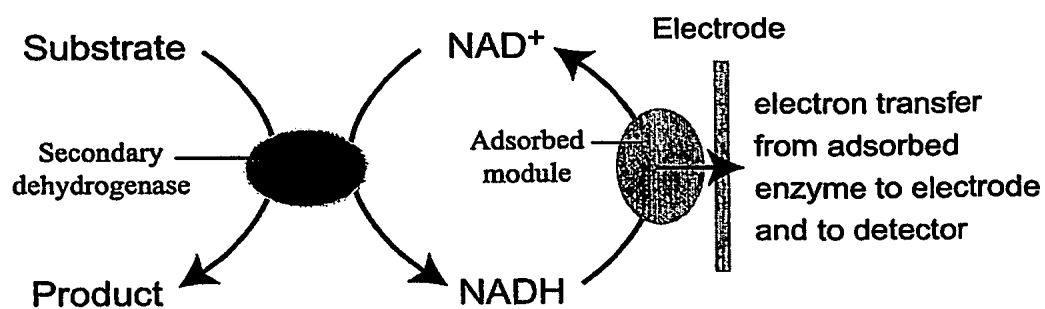 Substrate
NAD+
Electrode
Secondary
dehydrogenase
Adsorbed
module
electron transfer
from adsorbed
enzyme to electrode
and to detector
Product
NADH